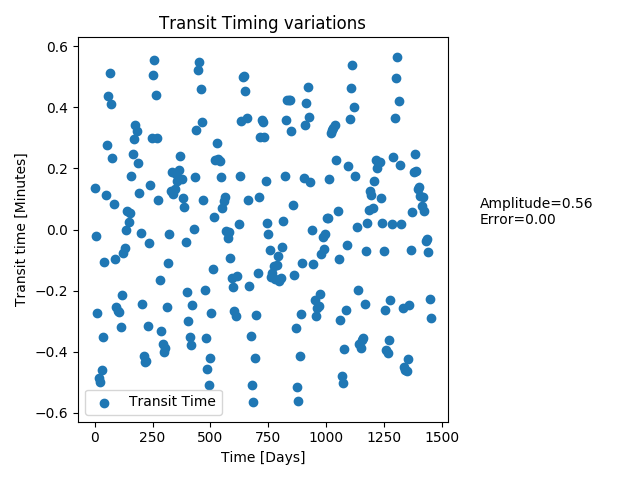 Transit Timing variations
0.6
0.4
0.2
0.0
−0.2
−0.4
−0.6
Transit time [Minutes]
Amplitude=0.56
Error=0.00
Transit Time
0
250
500
750
1000
1250
1500
Time [Days]